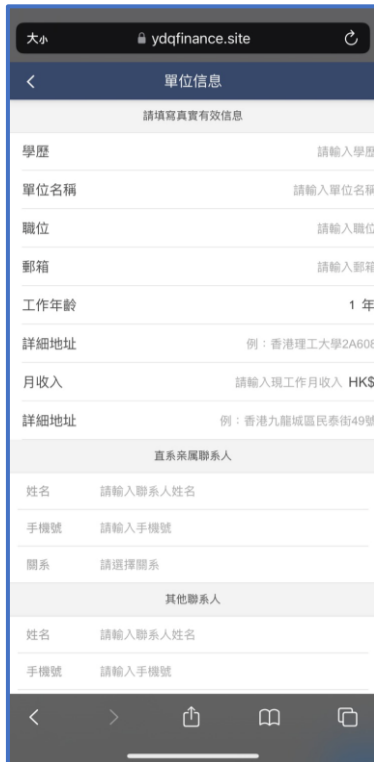 大小 ydqfinance.site
單位信息
請填寫真實有效信息
學歷 請輸入學歷
單位名稱 請輸入單位名稱
職位 請輸入職位
郵箱 請輸入郵箱
工作年齡 1 年
詳細地址 例：香港理工大學2A608
月收入 請輸入現工作月收入 HK$
詳細地址 例：香港九龍城區民泰街49號
直系亲属聯系人
姓名 請輸入聯系人姓名
手機號 請輸入手機號
關系 請選擇關系
其他聯系人
姓名 請輸入聯系人姓名
手機號 請輸入手機號